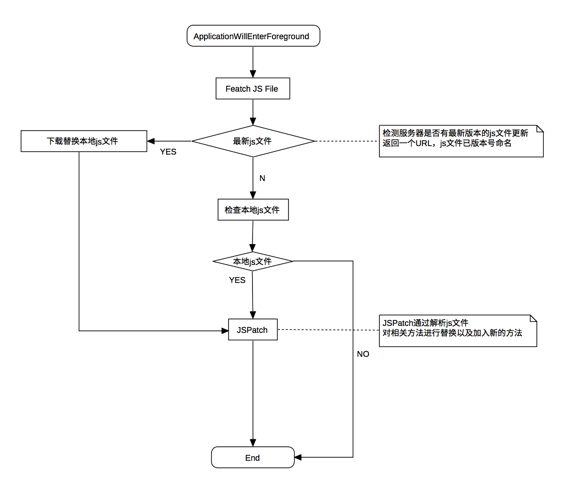 ApplicationWillEnterForeground
Featch JS File
下载替换本地js文件
YES
最新js文件
检测服务器是否有最新版本的js文件更新
返回一个URL，js文件已版本号命名
N
检查本地js文件
本地js文件
YES
JSPatch
JSPatch通过解析js文件
对相关方法进行替换以及加入新的方法
NO
End